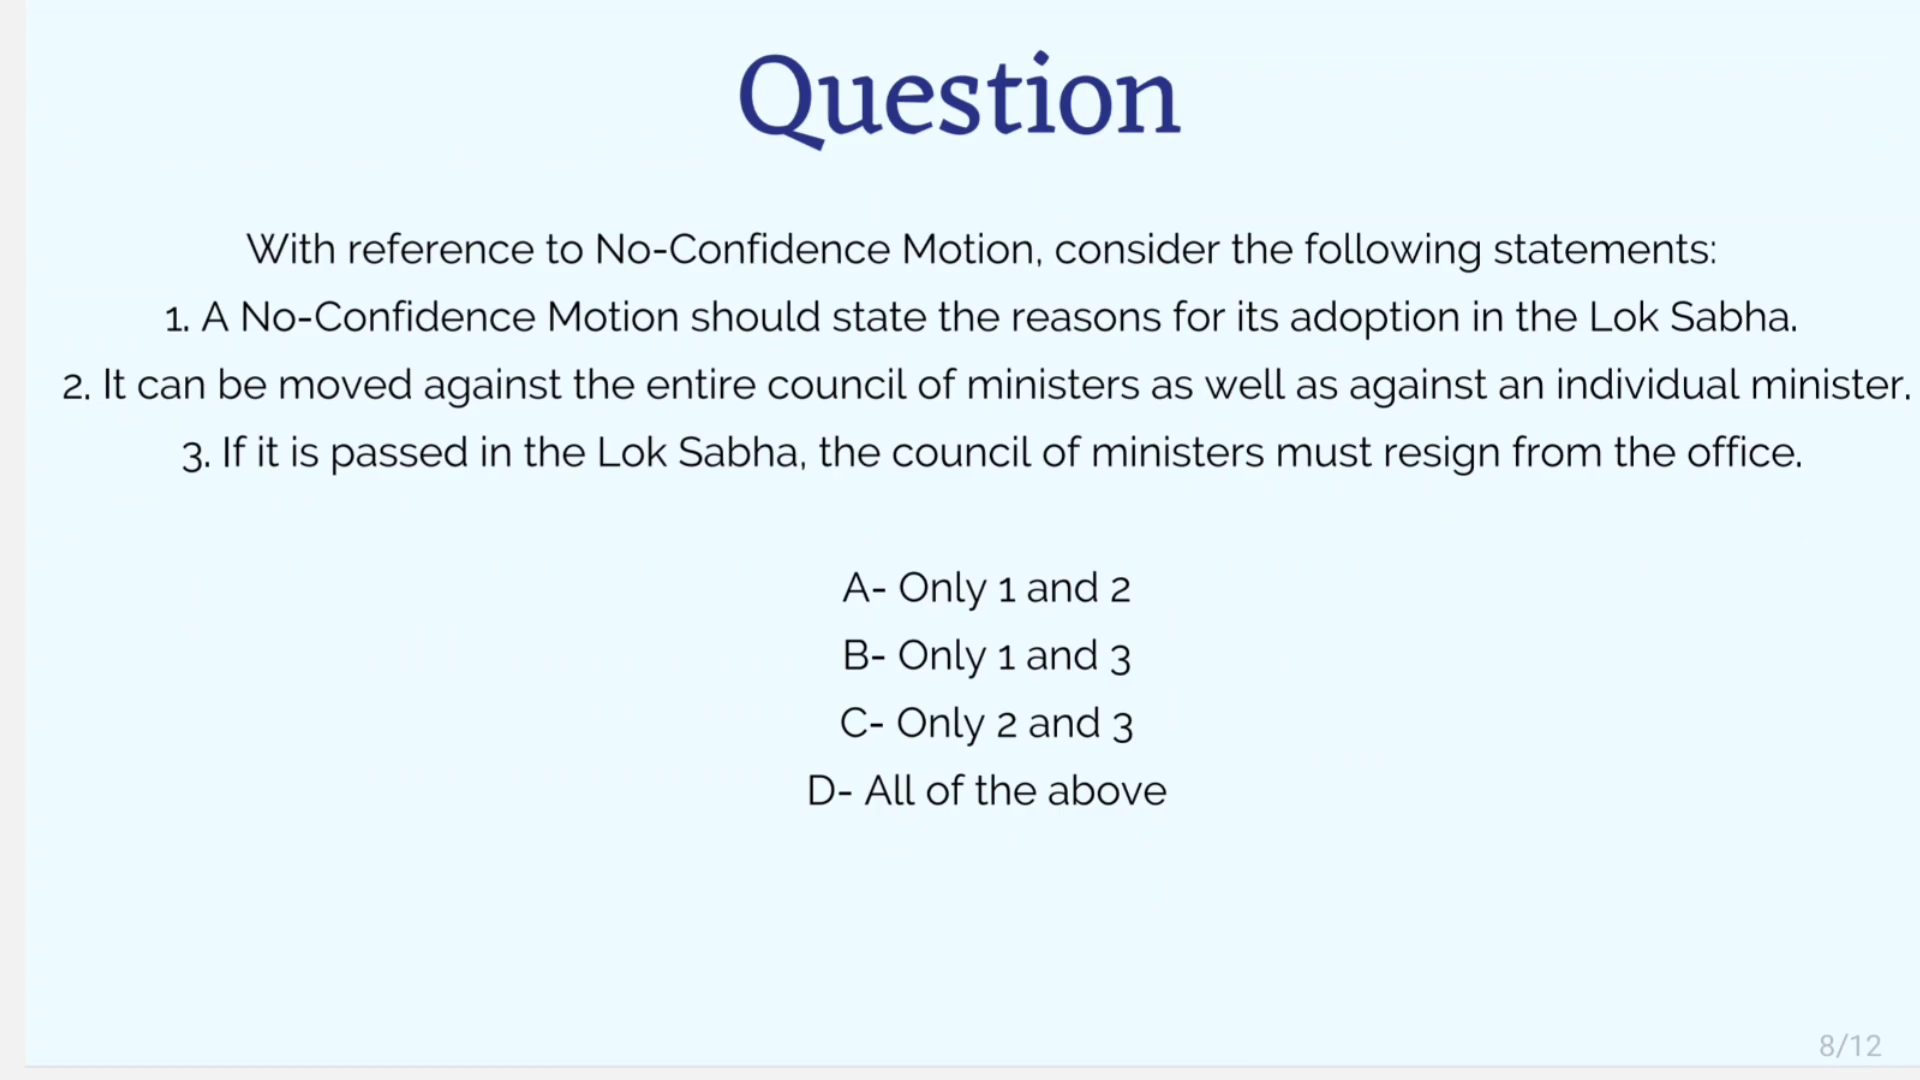 Question
With reference to No-Confidence Motion, consider the following statements:
1. A No-Confidence Motion should state the reasons for its adoption in the Lok Sabha.
2. It can be moved against the entire council of ministers as well as against an individual minister.
3. If it is passed in the Lok Sabha, the council of ministers must resign from the office.
A- Only 1 and 2
B- Only 1 and 3
C- Only 2 and 3
D- All of the above
8/12